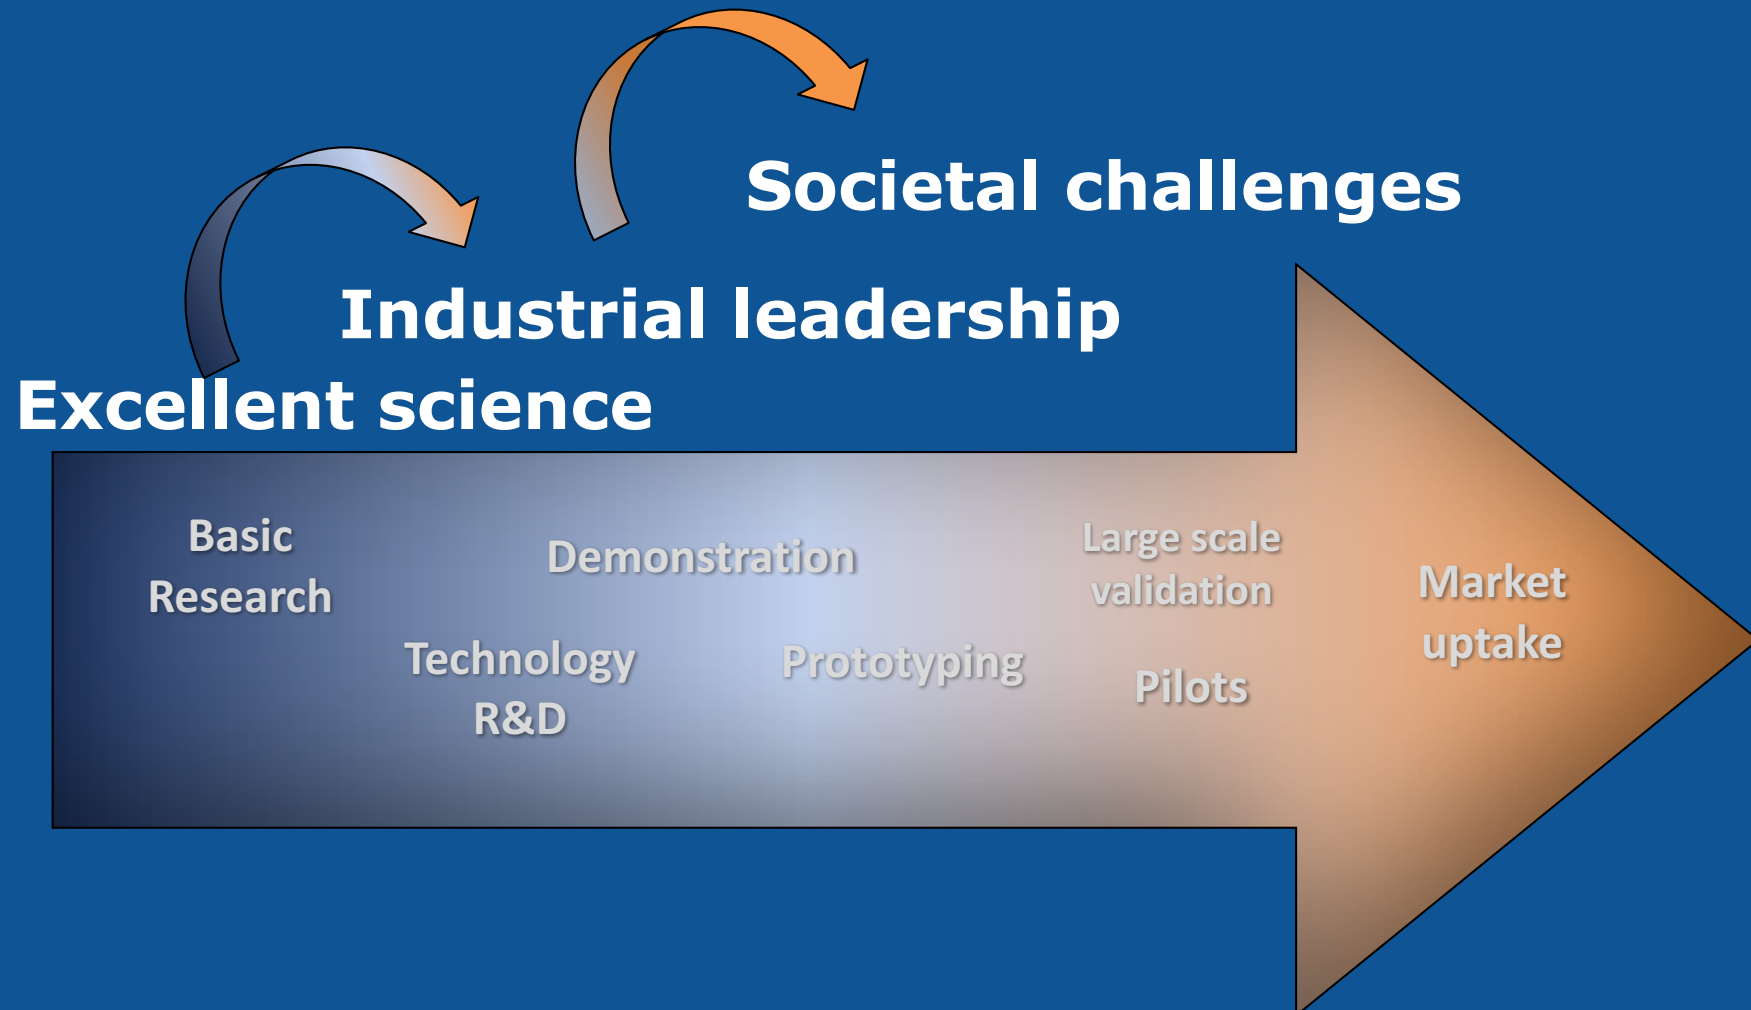 Societal challenges
Industrial leadership
Excellent science
Basic
Research
Technology
R&D
Demonstration
Prototyping
Large scale
validation
Pilots
Market
uptake